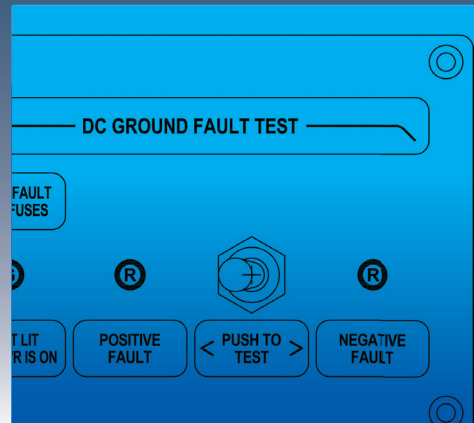 DC GROUND FAULT TEST
FAULT
FUSES
R
R
T LIT
R IS ON
POSITIVE
FAULT
< PUSH TO
TEST >
NEGATIVE
FAULT